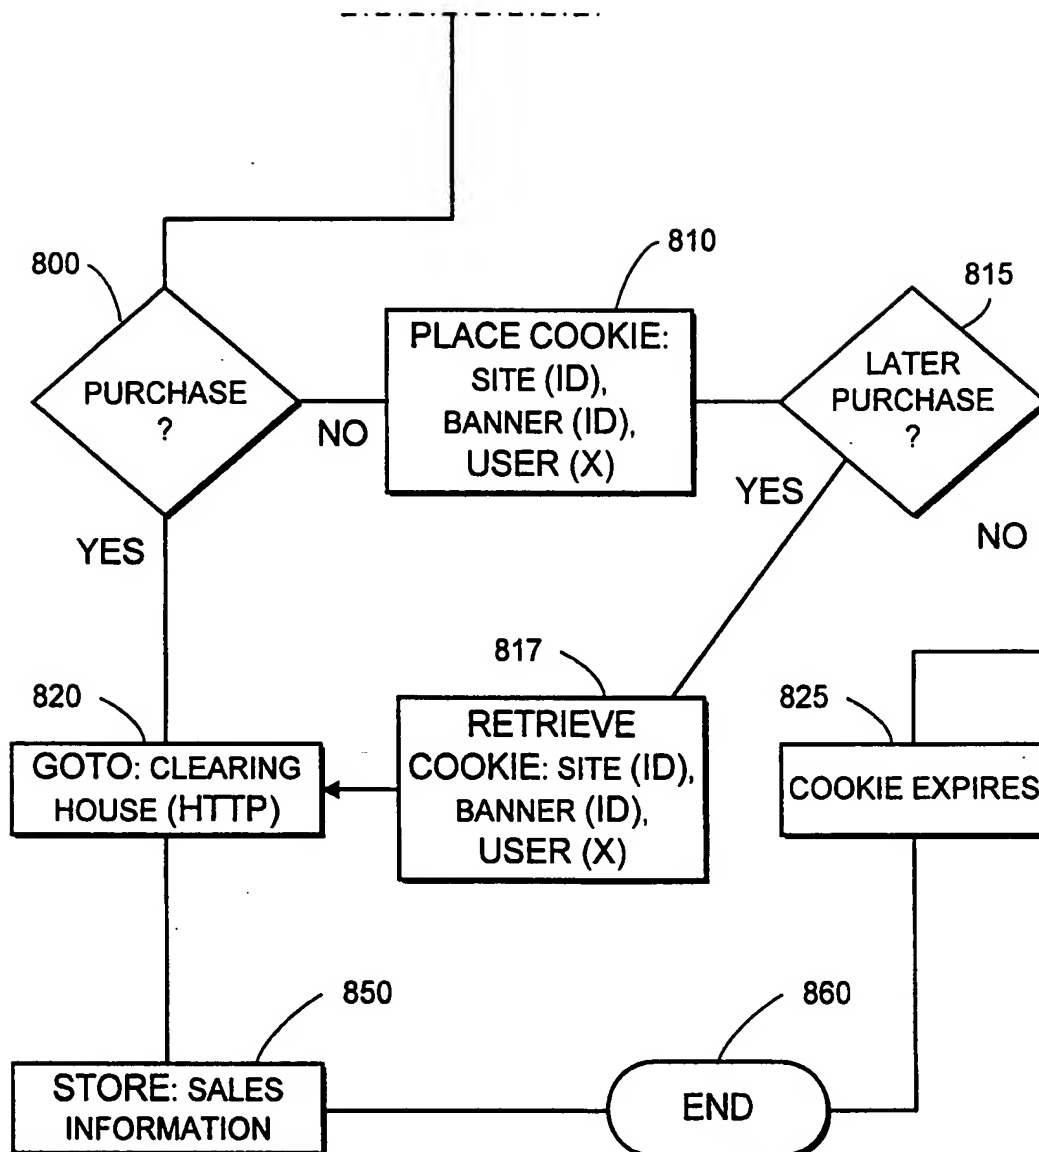 810
800
815
PLACE COOKIE:
SITE (ID),
BANNER (ID),
USER (X)
PURCHASE
?
LATER
PURCHASE
?
NO
YES
YES
NO
817
820
825
RETRIEVE
COOKIE: SITE (ID),
BANNER (ID),
USER (X)
GOTO: CLEARING
HOUSE (HTTP)
COOKIE EXPIRES
850
860
STORE: SALES
INFORMATION
END